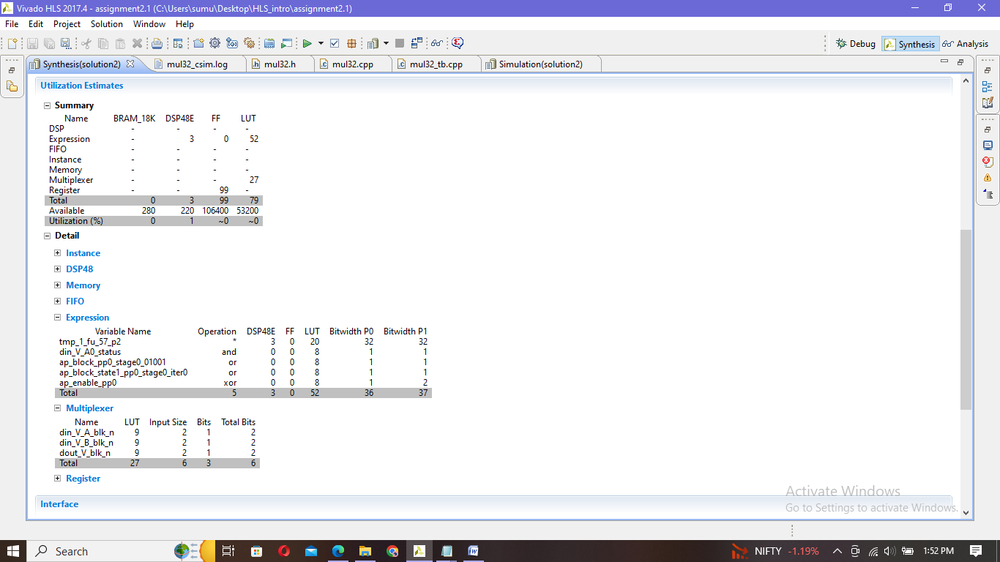 Vivado HLS 2017.4 - assignment2.1 (C:\Users\sumu\Desktop\HLS_intro\assignment2.1)
File Edit Project Solution Window Help
Debug Synthesis Analysis
Synthesis(solution2) mul32_csim.log mul32.h mul32.cpp mul32_tb.cpp Simulation(solution2)
Utilization Estimates
Summary
Name BRAM_18K DSP48E FF LUT
DSP - - - -
Expression - 3 0 52
FIFO - - - -
Instance - - - -
Memory - - - -
Multiplexer - - - 27
Register - - 99 -
Total 0 3 99 79
Available 280 220 106400 53200
Utilization (%) 0 1 ~0 ~0
Detail
Instance
DSP48
Memory
FIFO
Expression
Variable Name Operation DSP48E FF LUT Bitwidth P0 Bitwidth P1
tmp_1_fu_57_p2 * 3 0 20 32 32
din_V_A0_status and 0 0 8 1 1
ap_block_pp0_stage0_01001 or 0 0 8 1 1
ap_block_state1_pp0_stage0_iter0 or 0 0 8 1 1
ap_enable_pp0 xor 0 0 8 1 2
Total 5 3 0 52 36 37
Multiplexer
Name LUT Input Size Bits Total Bits
din_V_A_blk_n 9 2 1 2
din_V_B_blk_n 9 2 1 2
dout_V_blk_n 9 2 1 2
Total 27 6 3 6
Register
Interface
Activate Windows
Go to Settings to activate Windows.
Search
NIFTY -1.19%
1:52 PM